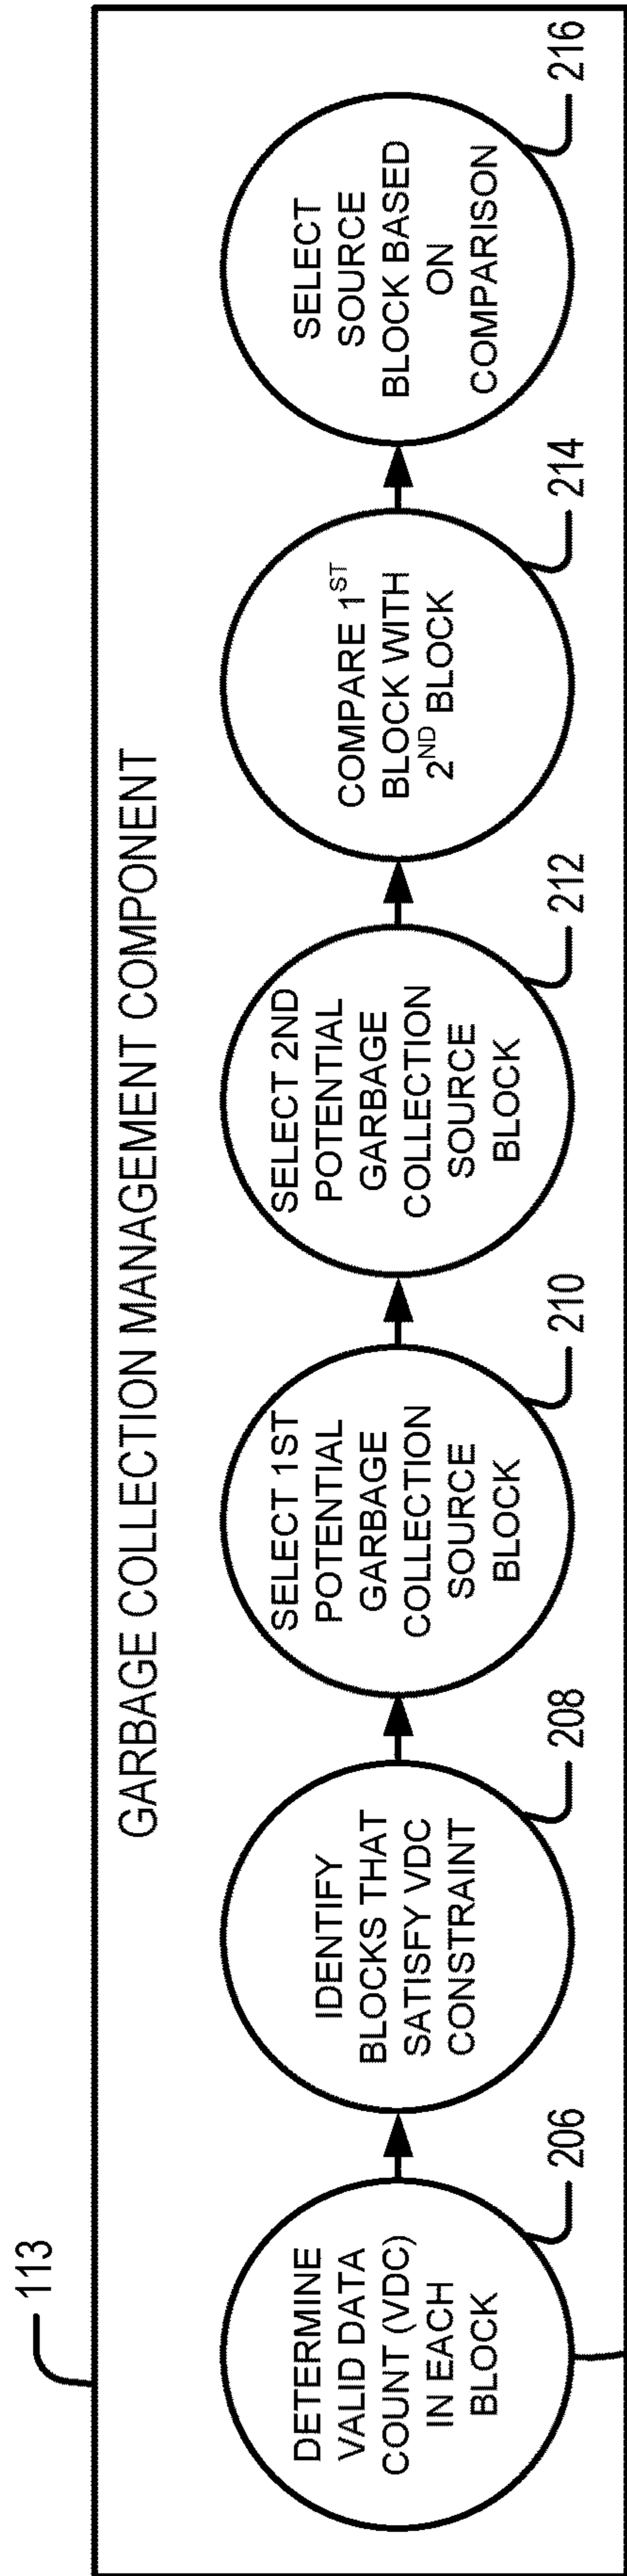 113
GARBAGE COLLECTION MANAGEMENT COMPONENT
DETERMINE
VALID DATA
COUNT (VDC)
IN EACH
BLOCK
206
IDENTIFY
BLOCKS THAT
SATISFY VDC
CONSTRAINT
208
SELECT 1ST
POTENTIAL
GARBAGE
COLLECTION
SOURCE
BLOCK
210
SELECT 2ND
POTENTIAL
GARBAGE
COLLECTION
SOURCE
BLOCK
212
COMPARE 1ST
BLOCK WITH
2ND BLOCK
214
SELECT
SOURCE
BLOCK BASED
ON
COMPARISON
216